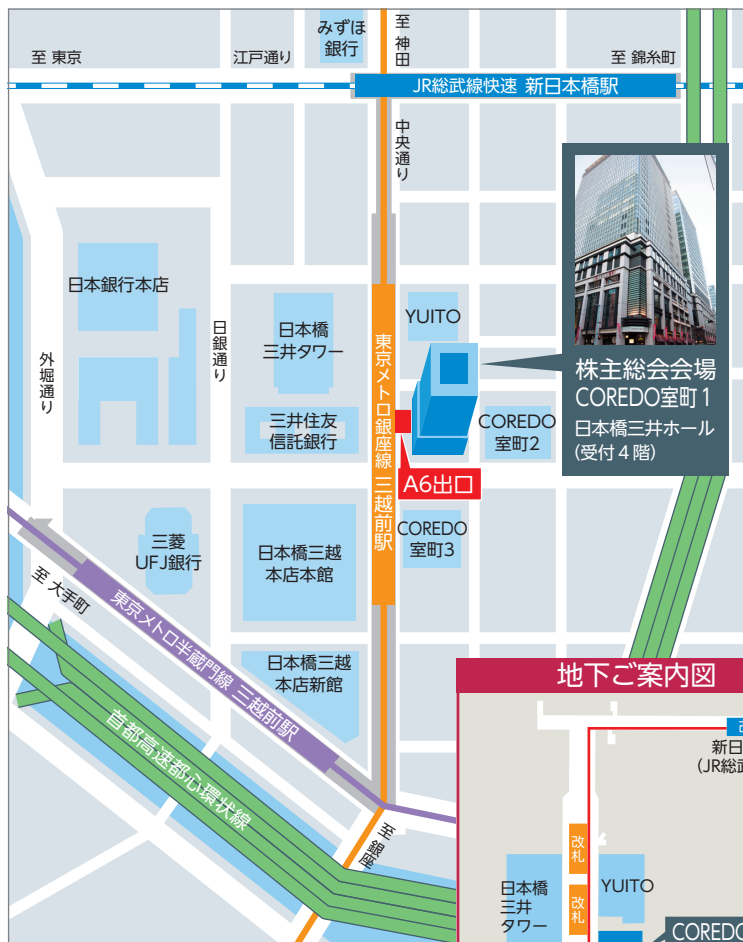 みずほ
銀行
至 神田
至 東京
江戸通り
至 錦糸町
JR総武線快速 新日本橋駅
中央通り
日本銀行本店
日本橋
三井タワー
YUITO
株主総会会場
COREDO室町1
日本橋三井ホール
(受付4階)
外堀通り
日銀通り
東京メトロ銀座線 三越前駅
三井住友
信託銀行
COREDO
室町2
A6出口
三菱
UFJ銀行
日本橋三越
本店本館
COREDO
室町3
至 大手町
東京メトロ半蔵門線 三越前駅
日本橋三越
本店新館
首都高速都心環状線
至 銀座
地下ご案内図
新日
(JR総武
改札
改札
日本橋
三井
タワー
YUITO
COREDO